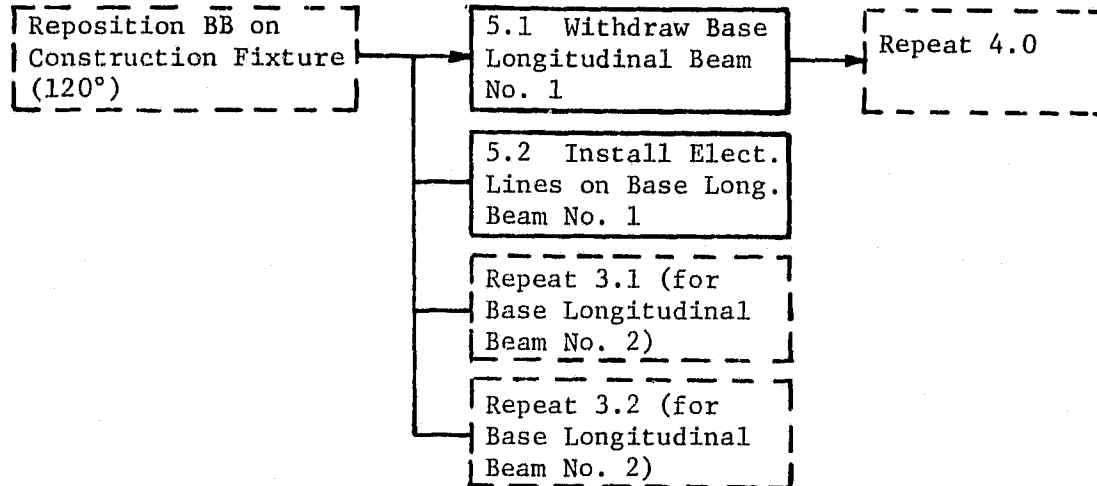 Reposition BB on
Construction Fixture
(120°)
5.1 Withdraw Base
Longitudinal Beam
No. 1
Repeat 4.0
5.2 Install Elect.
Lines on Base Long.
Beam No. 1
Repeat 3.1 (for
Base Longitudinal
Beam No. 2)
Repeat 3.2 (for
Base Longitudinal
Beam No. 2)